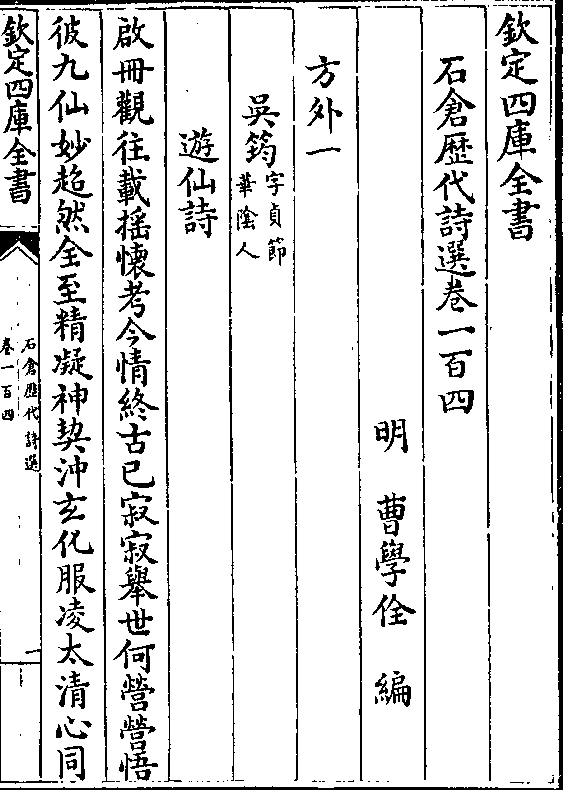 欽定四庫全書
石倉歴代詩選卷一百四
明 曹學佺 編
方外一
吳筠字貞節
華陰人
遊仙詩
啟冊觀往載揺懷考今情終古已寂寂舉世何營營悟
彼九仙妙超然全至精凝神契沖玄化服凌太清心同
欽定四庫全書
石倉歴代詩選
卷一百四
一